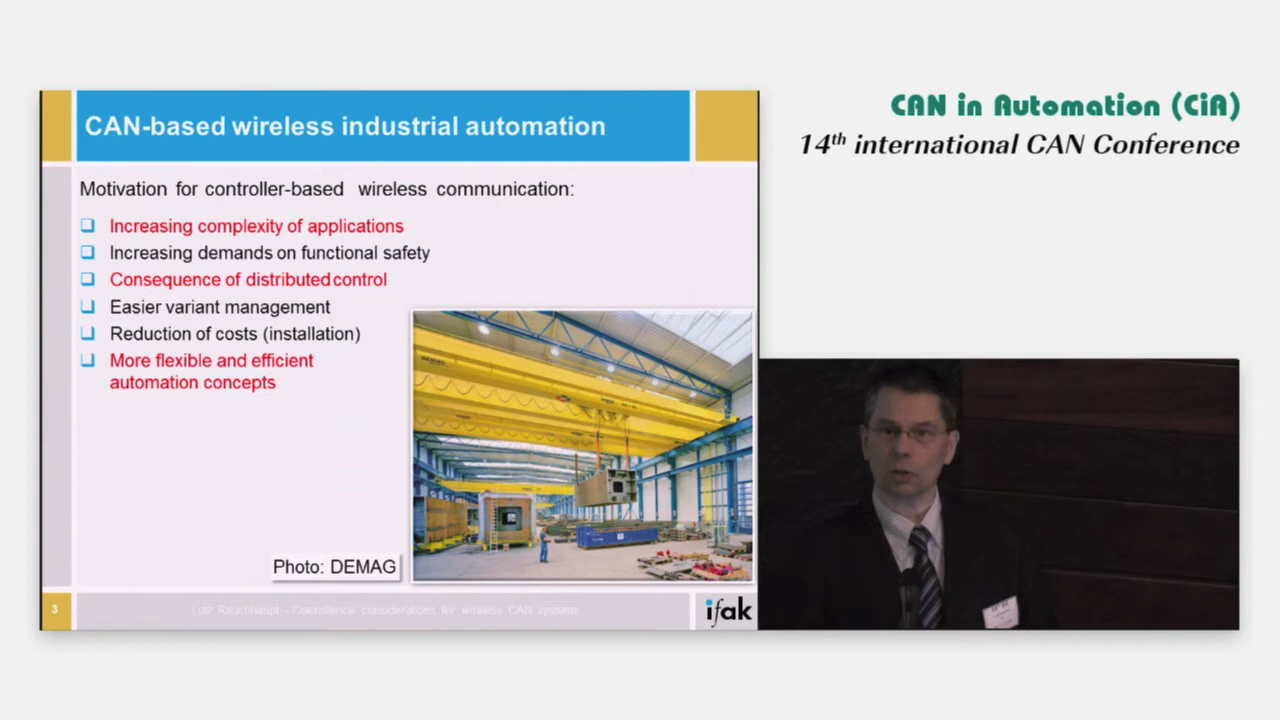 CAN in Automation (CiA)
14th international CAN Conference
CAN-based wireless industrial automation
Motivation for controller-based wireless communication:
Increasing complexity of applications
Increasing demands on functional safety
Consequence of distributed control
Easier variant management
Reduction of costs (installation)
More flexible and efficient
automation concepts
Photo: DEMAG
3
Lutz Rauchhaupt - Coexistence considerations for wireless CAN systems
ifak